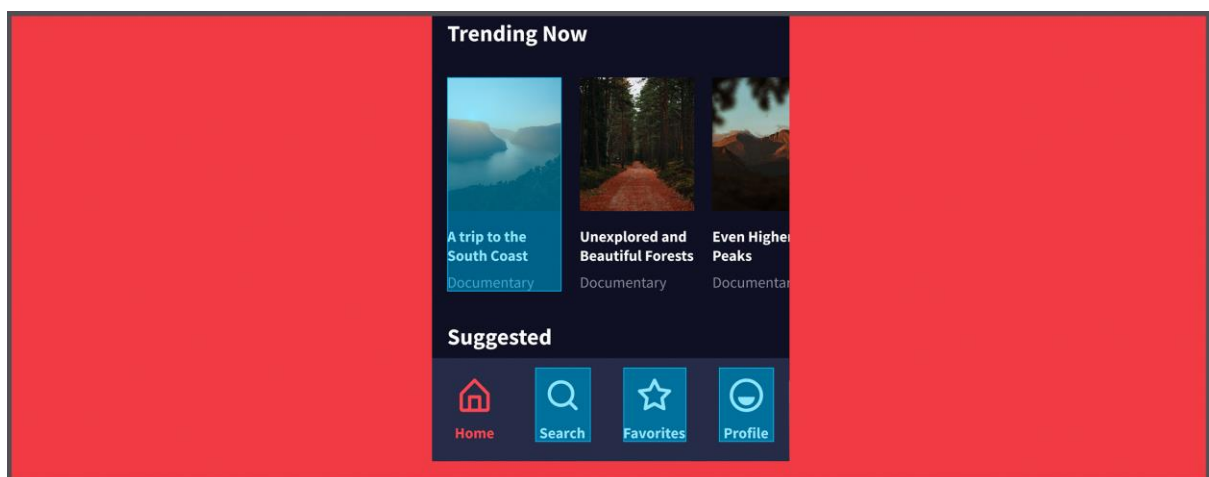 Trending Now
A trip to the
South Coast
Documentary
Unexplored and
Beautiful Forests
Documentary
Even Higher
Peaks
Documentar
Suggested
Home
Search
Favorites
Profile